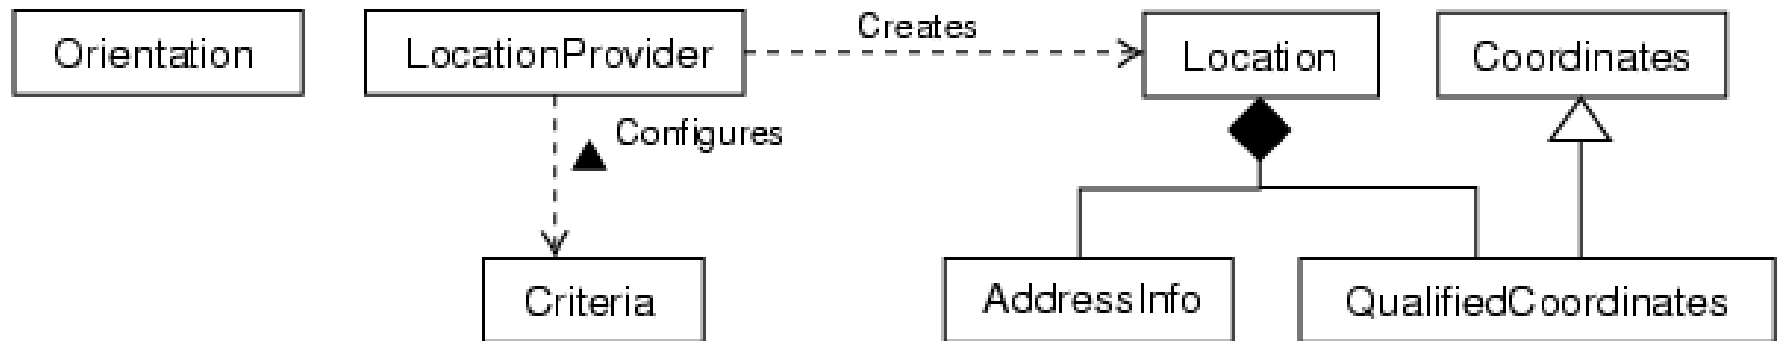 Orientation
LocationProvider
Creates
Location
Coordinates
Configures
Criteria
AddressInfo
QualifiedCoordinates